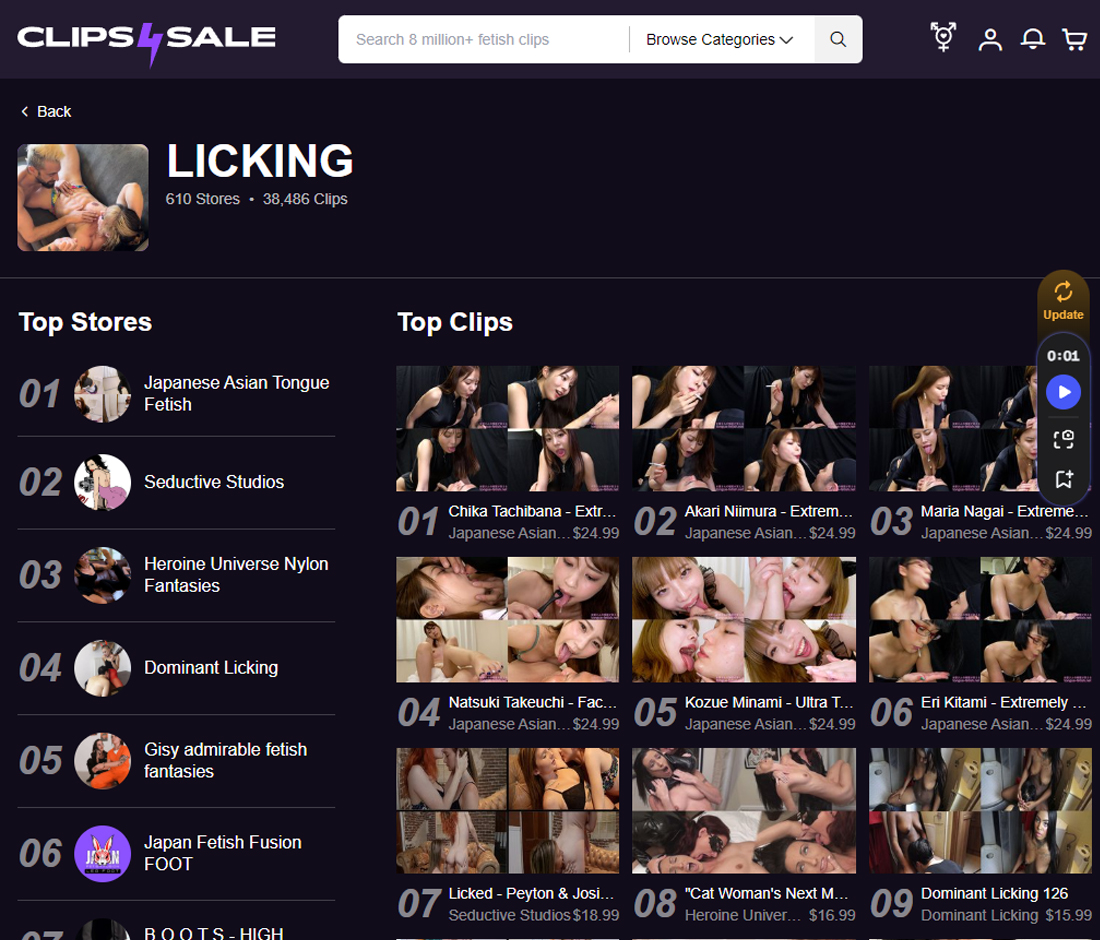 CLIPS4SALE
Search 8 million+ fetish clips
Browse Categories
Back
LICKING
610 Stores • 38,486 Clips
Update
0:01
Top Stores
01
Japanese Asian Tongue
Fetish
02
Seductive Studios
03
Heroine Universe Nylon
Fantasies
04
Dominant Licking
05
Gisy admirable fetish
fantasies
06
Japan Fetish Fusion
FOOT
07
B O O T S - HIGH
Top Clips
01
Chika Tachibana - Extr...
Japanese Asian... $24.99
02
Akari Niimura - Extrem...
Japanese Asian... $24.99
03
Maria Nagai - Extreme...
Japanese Asian... $24.99
04
Natsuki Takeuchi - Fac...
Japanese Asian... $24.99
05
Kozue Minami - Ultra T...
Japanese Asian... $24.99
06
Eri Kitami - Extremely ...
Japanese Asian... $24.99
07
Licked - Peyton & Josi...
Seductive Studios $18.99
08
"Cat Woman's Next M...
Heroine Univer... $16.99
09
Dominant Licking 126
Dominant Licking $15.99